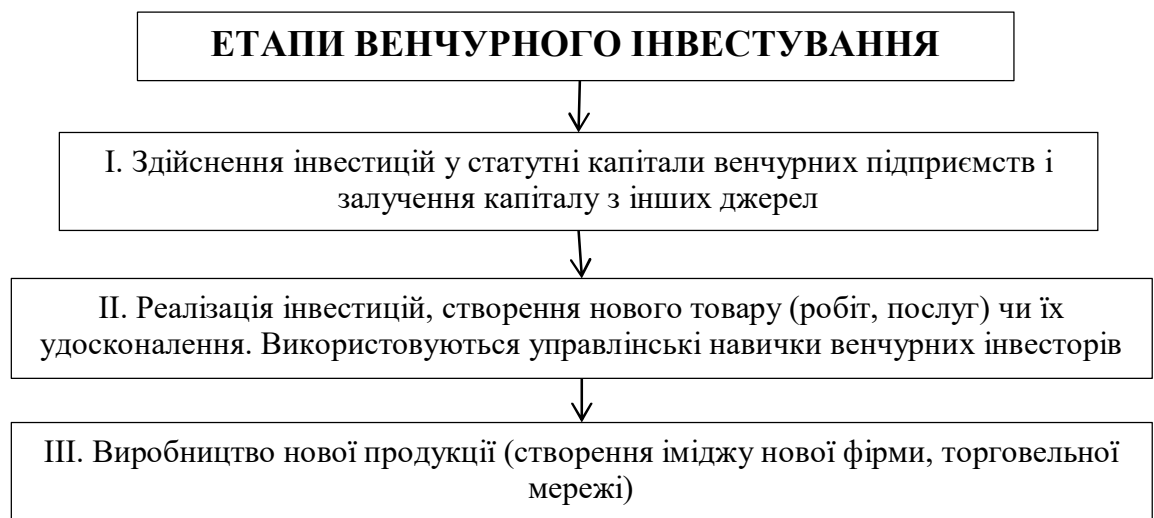 ЕТАПИ ВЕНЧУРНОГО ІНВЕСТУВАННЯ
І. Здійснення інвестицій у статутні капітали венчурних підприємств і
залучення капіталу з інших джерел
ІІ. Реалізація інвестицій, створення нового товару (робіт, послуг) чи їх
удосконалення. Використовуються управлінські навички венчурних інвесторів
ІІІ. Виробництво нової продукції (створення іміджу нової фірми, торговельної
мережі)